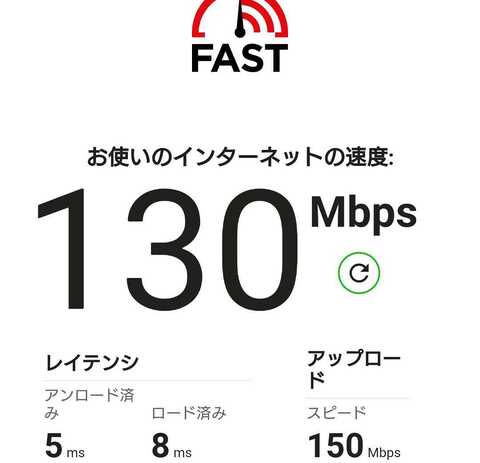 FAST
お使いのインターネットの速度:
130 Mbps
レイテンシ
アップロー
ド
アンロード済
み
ロード済み
スピード
5 ms
8 ms
150 Mbps